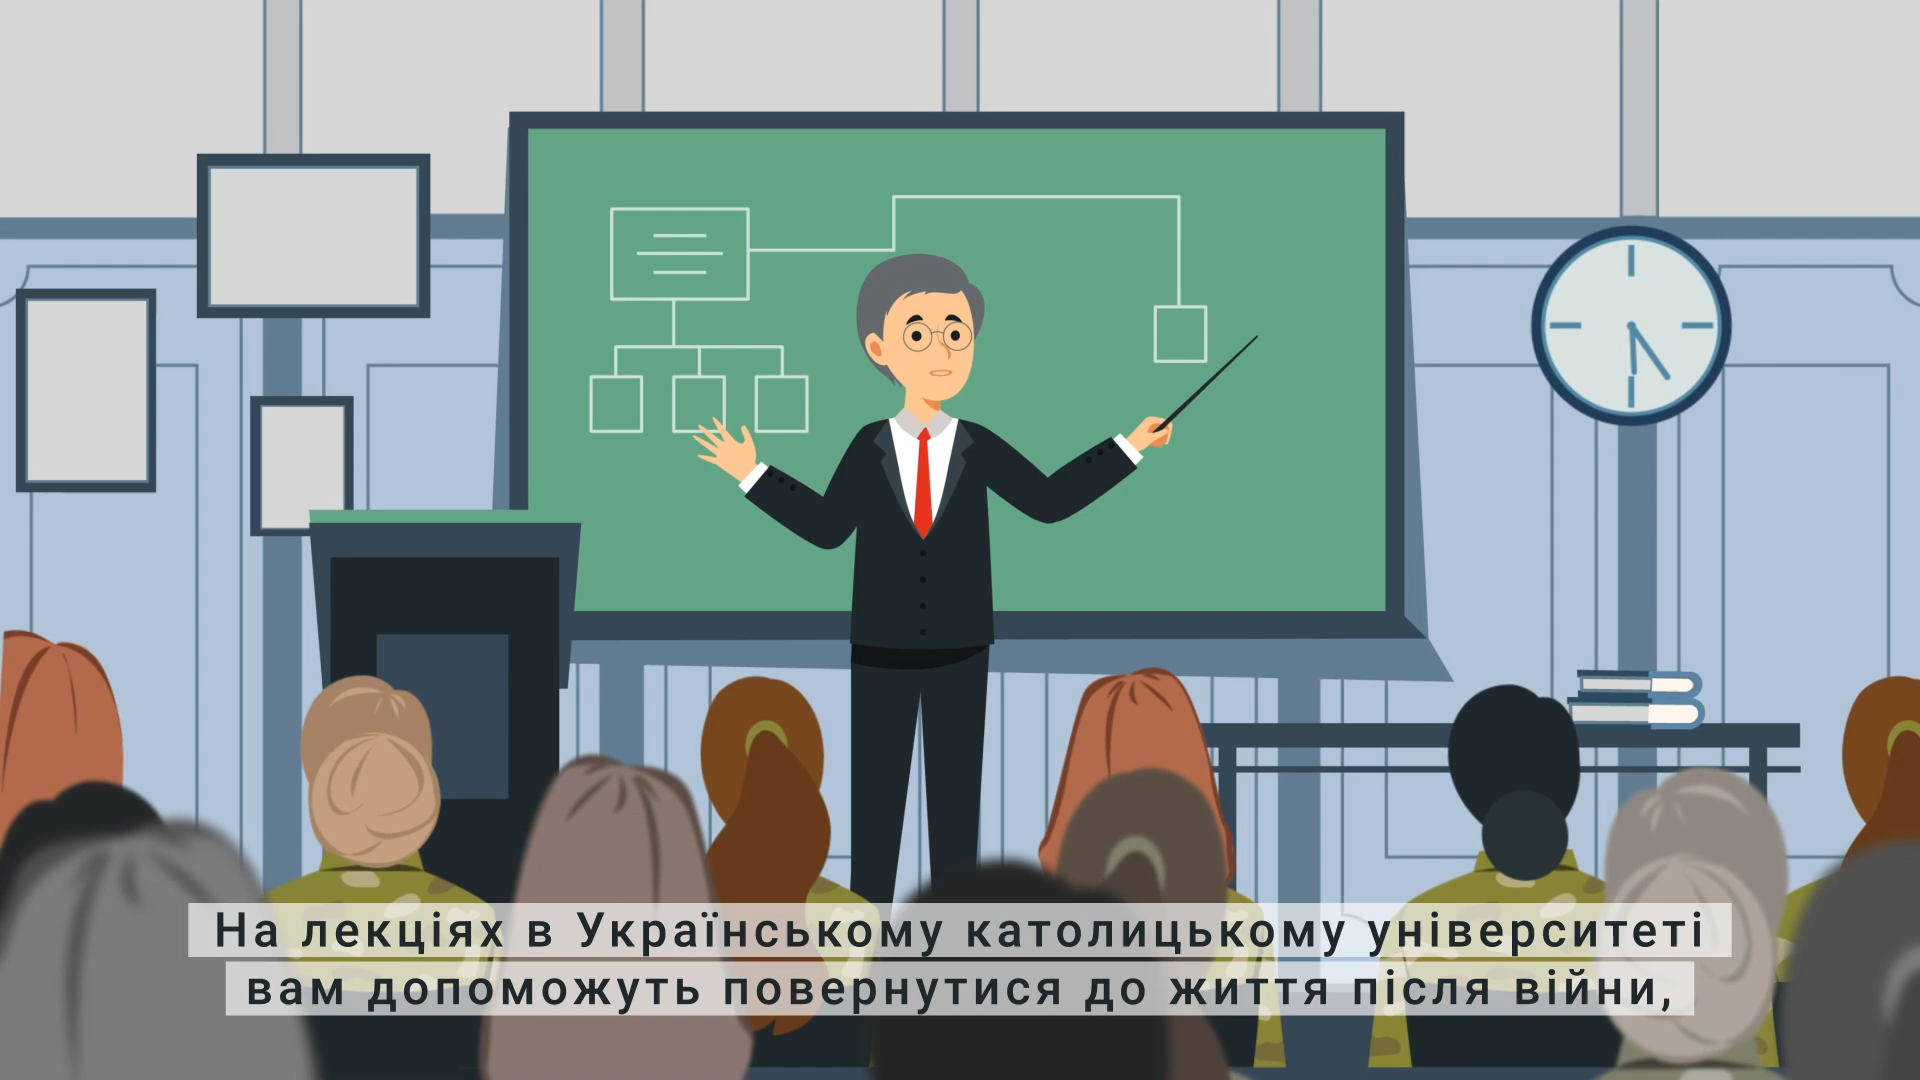 На лекціях в Українському католицькому університеті
вам допоможуть повернутися до життя після війни,